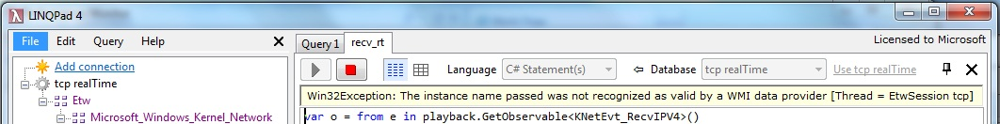 LINQPad 4
File Edit Query Help X
Query 1 recv_rt
Licensed to Microsoft
Add connection
Language C# Statement(s) Database tcp realTime Use tcp realTime
tcp realTime
Etw
Win32Exception: The instance name passed was not recognized as valid by a WMI data provider [Thread = EtwSession tcp]
Microsoft_Windows_Kernel_Network
var o = from e in playback.GetObservable<KNetEvt_RecvIPV4>()